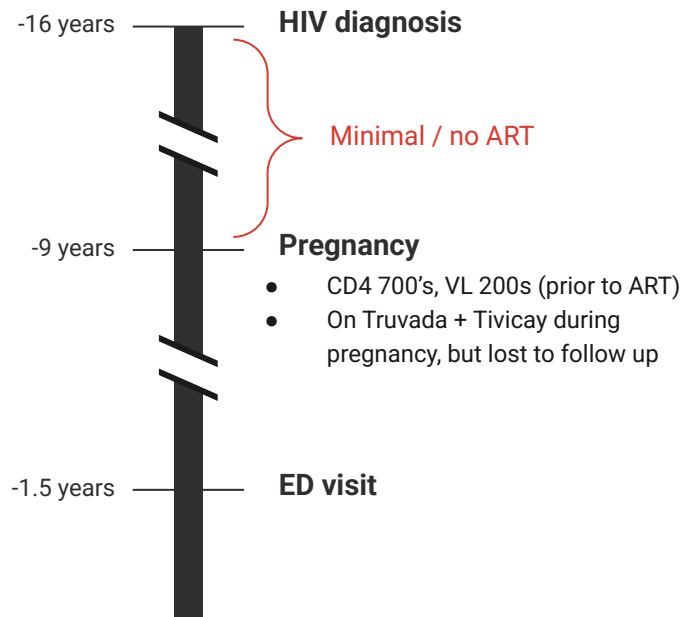 -16 years
HIV diagnosis
Minimal / no ART
-9 years
Pregnancy
● CD4 700's, VL 200s (prior to ART)
● On Truvada + Tivicay during
pregnancy, but lost to follow up
-1.5 years
ED visit